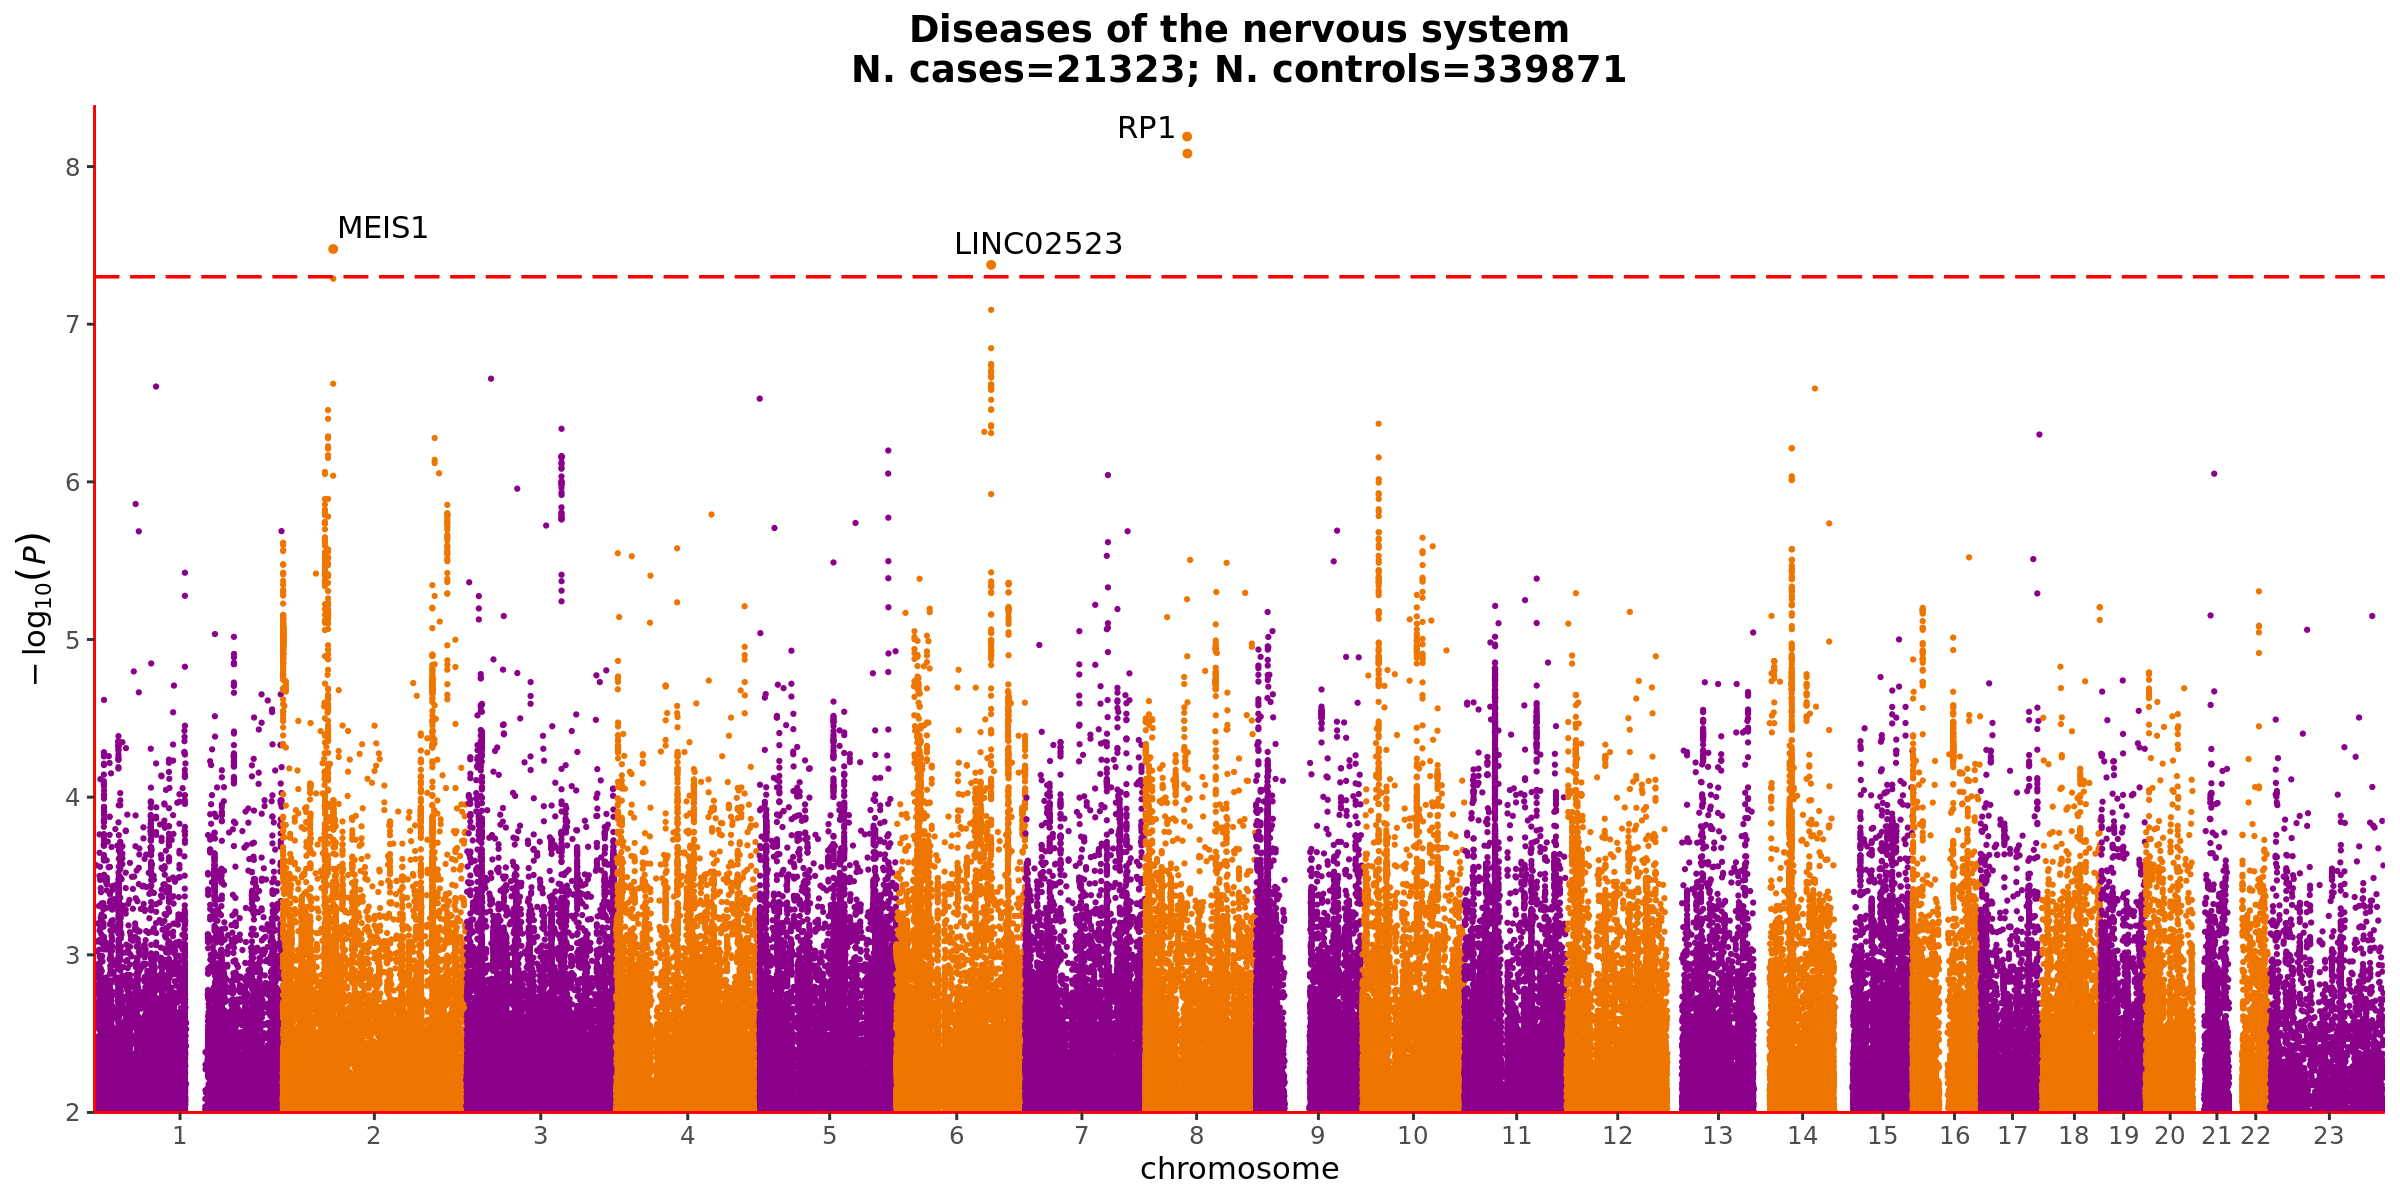 Diseases of the nervous system
N. cases=21323; N. controls=339871
RP1
MEIS1
LINC02523
8
7
6
5
4
3
2
−log₁₀(P)
1 2 3 4 5 6 7 8 9 10 11 12 13 14 15 16 17 18 19 20 21 22 23
chromosome